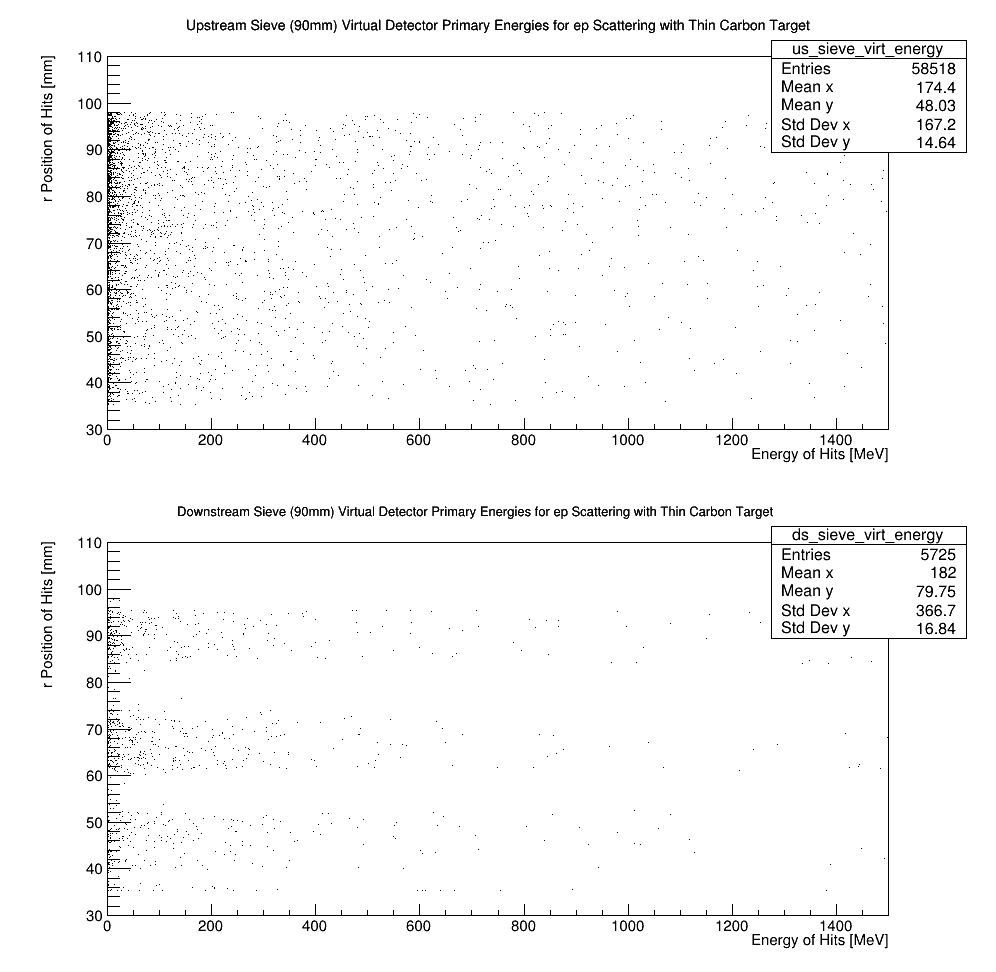 Upstream Sieve (90mm) Virtual Detector Primary Energies for ep Scattering with Thin Carbon Target
us_sieve_virt_energy
Entries 58518
Mean x 174.4
Mean y 48.03
Std Dev x 167.2
Std Dev y 14.64
r Position of Hits [mm]
110
100
90
80
70
60
50
40
30
0 200 400 600 800 1000 1200 1400
Energy of Hits [MeV]
Downstream Sieve (90mm) Virtual Detector Primary Energies for ep Scattering with Thin Carbon Target
ds_sieve_virt_energy
Entries 5725
Mean x 182
Mean y 79.75
Std Dev x 366.7
Std Dev y 16.84
r Position of Hits [mm]
110
100
90
80
70
60
50
40
30
0 200 400 600 800 1000 1200 1400
Energy of Hits [MeV]